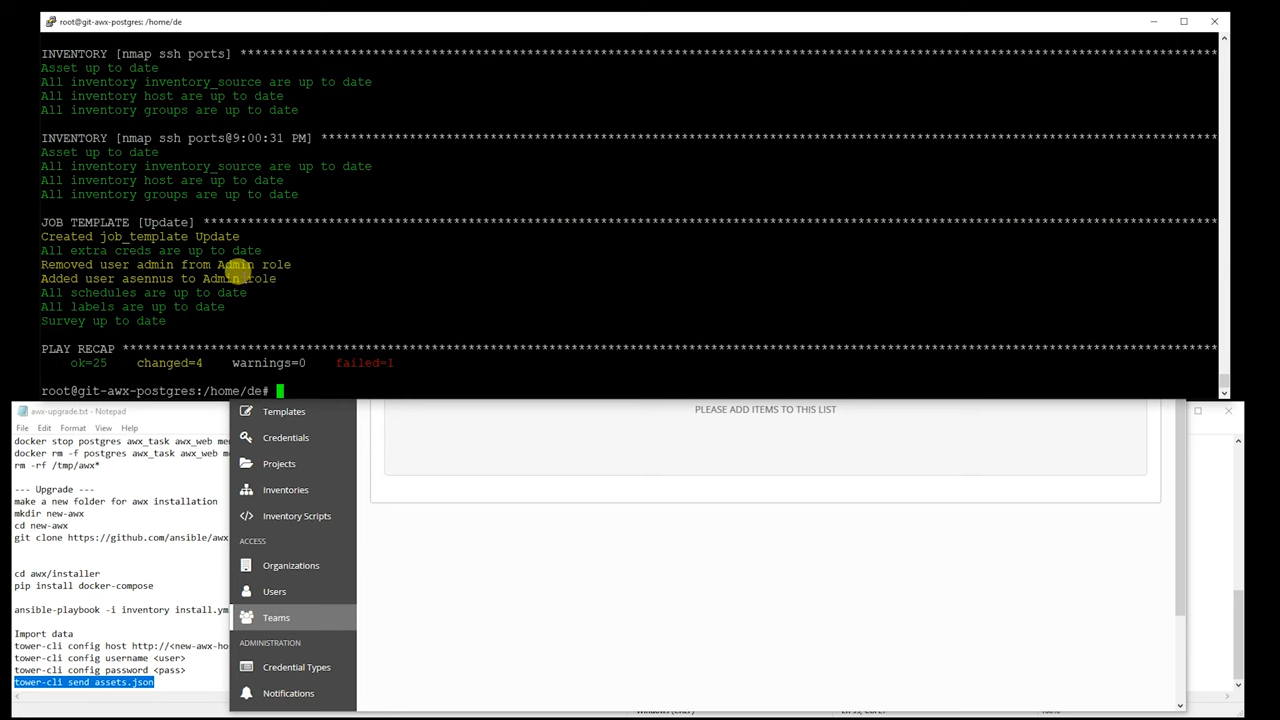 root@git-awx-postgres: /home/de
INVENTORY [nmap ssh ports] ************************************************************
Asset up to date
All inventory inventory_source are up to date
All inventory host are up to date
All inventory groups are up to date
INVENTORY [nmap ssh ports@9:00:31 PM] ************************************************************
Asset up to date
All inventory inventory_source are up to date
All inventory host are up to date
All inventory groups are up to date
JOB TEMPLATE [Update] ************************************************************
Created job_template Update
All extra creds are up to date
Removed user admin from Admin role
Added user asennus to Admin role
All schedules are up to date
All labels are up to date
Survey up to date
PLAY RECAP ************************************************************
ok=25 changed=4 warnings=0 failed=1
root@git-awx-postgres:/home/de#
awx-upgrade.txt - Notepad
File Edit Format View Help
docker stop postgres awx_task awx_web me
docker rm -f postgres awx_task awx_web m
rm -rf /tmp/awx*
--- Upgrade ---
make a new folder for awx installation
mkdir new-awx
cd new-awx
git clone https://github.com/ansible/aw
cd awx/installer
pip install docker-compose
ansible-playbook -i inventory install.ym
Import data
tower-cli config host http://<new-awx-ho
tower-cli config username <user>
tower-cli config password <pass>
tower-cli send assets.json
Templates
Credentials
Projects
Inventories
Inventory Scripts
ACCESS
Organizations
Users
Teams
ADMINISTRATION
Credential Types
Notifications
PLEASE ADD ITEMS TO THIS LIST